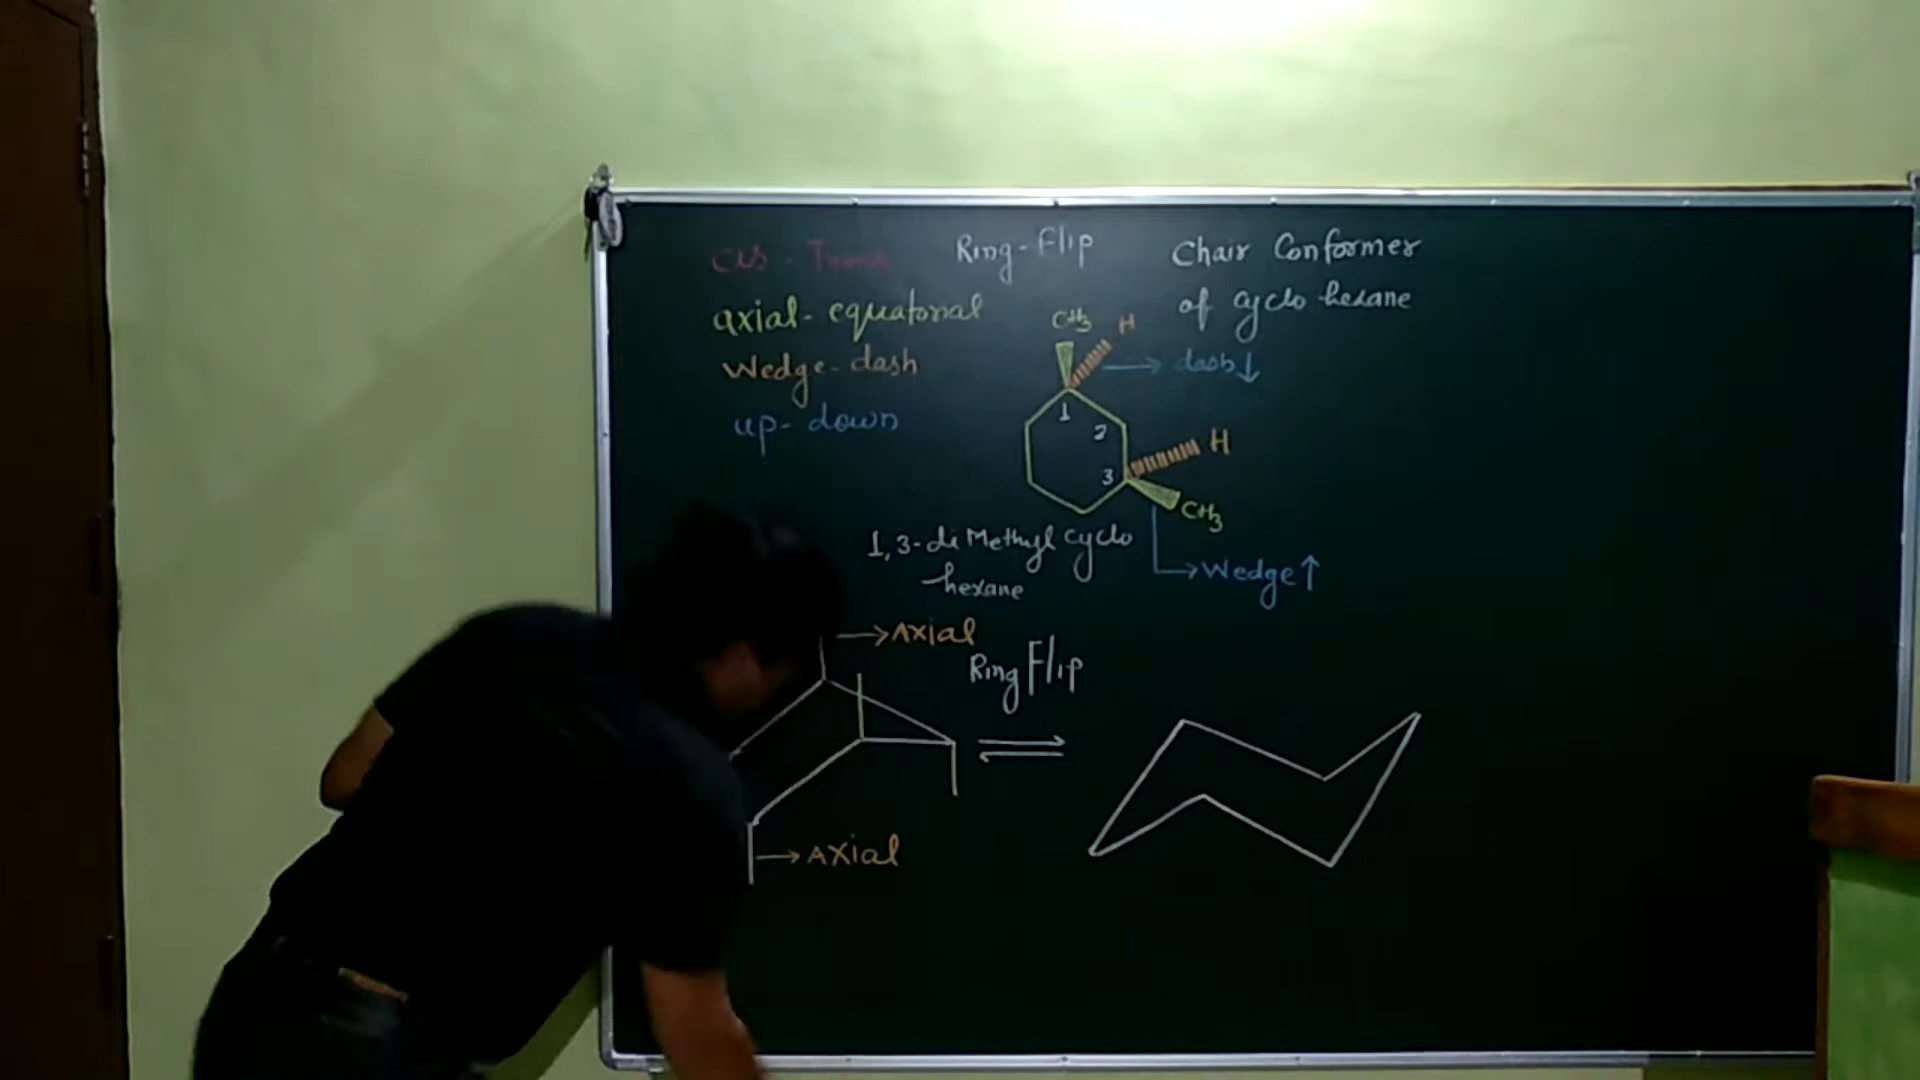 Cis - Trans
axial - equatorial
Wedge - dash
up - down
Ring - Flip
Chair Conformer
of cyclo hexane
CH3
H
dash ↓
1
2
3
H
CH3
Wedge ↑
1,3-di Methyl cyclo
hexane
→ Axial
Ring Flip
→ AXial